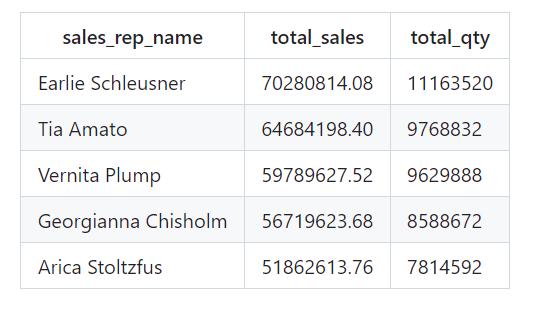 sales_rep_name total_sales total_qty
Earlie Schleusner 70280814.08 11163520
Tia Amato 64684198.40 9768832
Vernita Plump 59789627.52 9629888
Georgianna Chisholm 56719623.68 8588672
Arica Stoltzfus 51862613.76 7814592